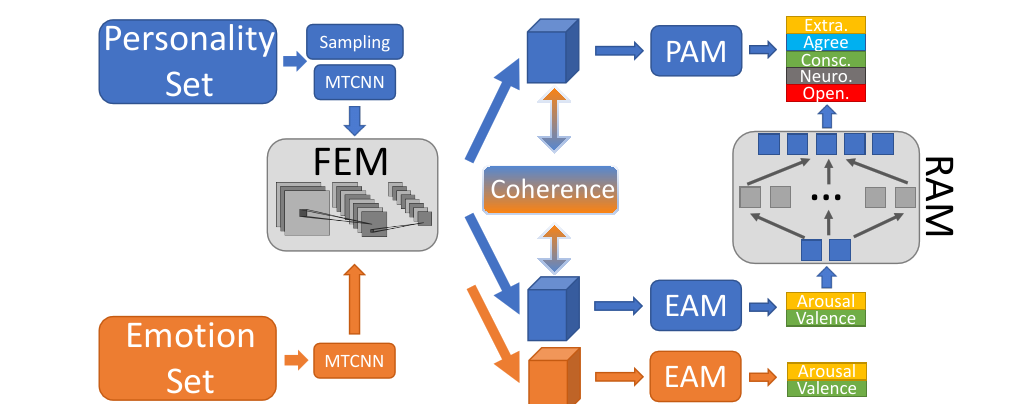 Personality
Set
Sampling
MTCNN
FEM
Emotion
Set
MTCNN
Coherence
PAM
Extra.
Agree
Consc.
Neuro.
Open.
RAM
...
EAM
Arousal
Valence
EAM
Arousal
Valence